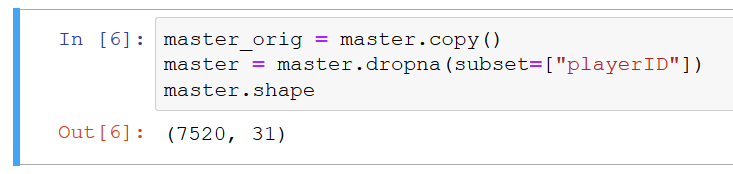 In [6]: master_orig = master.copy()
master = master.dropna(subset=["playerID"])
master.shape
Out[6]: (7520, 31)